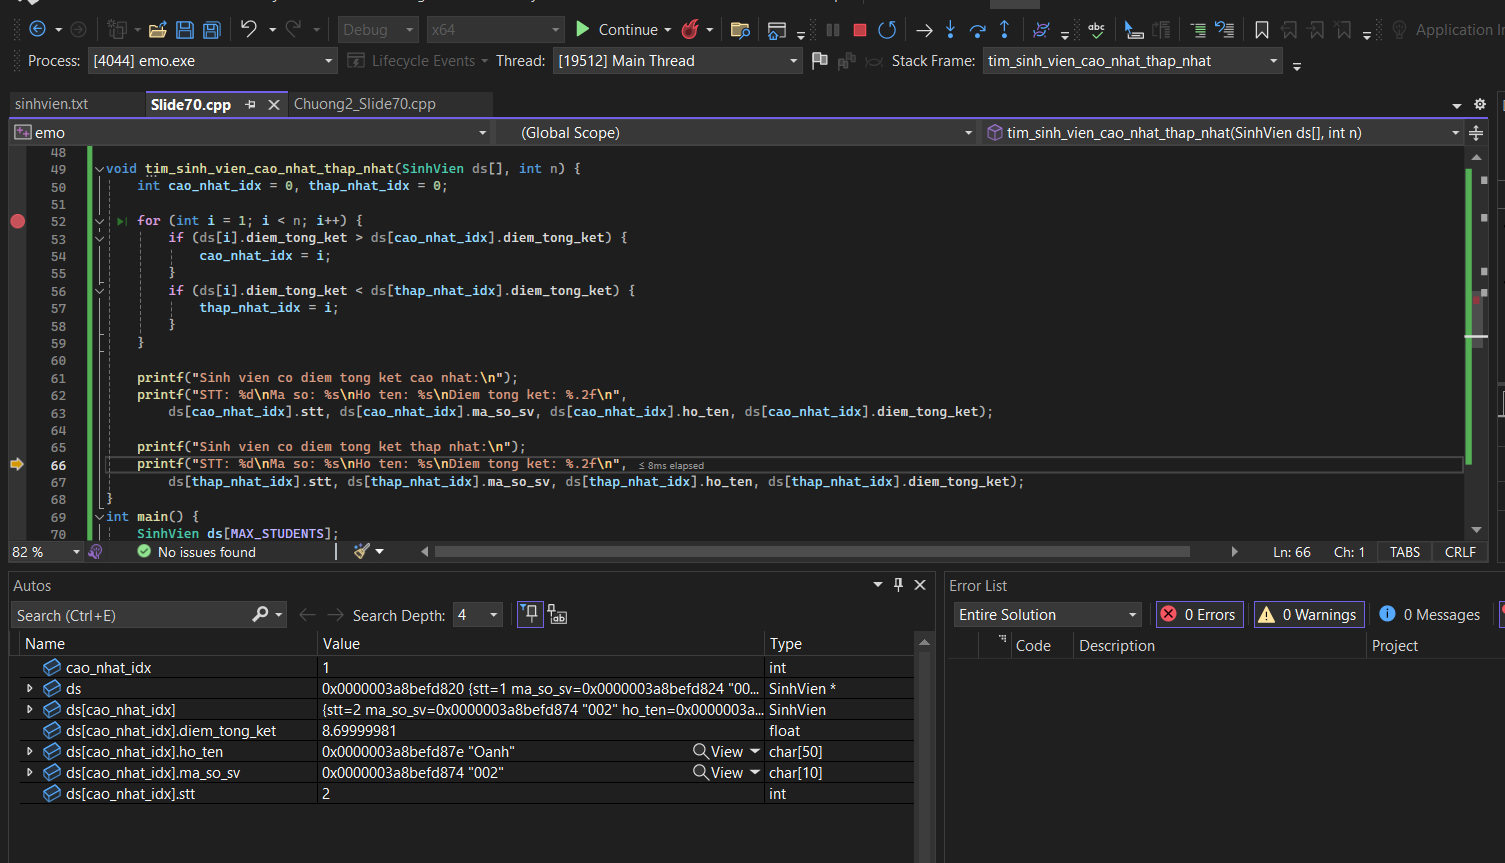 Debug
x64
Continue
Application In
Process: [4044] emo.exe
Lifecycle Events
Thread: [19512] Main Thread
Stack Frame: tim_sinh_vien_cao_nhat_thap_nhat
sinhvien.txt
Slide70.cpp
Chuong2_Slide70.cpp
emo
(Global Scope)
tim_sinh_vien_cao_nhat_thap_nhat(SinhVien ds[], int n)
48
49 void tim_sinh_vien_cao_nhat_thap_nhat(SinhVien ds[], int n) {
50 int cao_nhat_idx = 0, thap_nhat_idx = 0;
51
52 for (int i = 1; i < n; i++) {
53 if (ds[i].diem_tong_ket > ds[cao_nhat_idx].diem_tong_ket) {
54 cao_nhat_idx = i;
55 }
56 if (ds[i].diem_tong_ket < ds[thap_nhat_idx].diem_tong_ket) {
57 thap_nhat_idx = i;
58 }
59 }
60
61 printf("Sinh vien co diem tong ket cao nhat:\n");
62 printf("STT: %d\nMa so: %s\nHo ten: %s\nDiem tong ket: %.2f\n",
63 ds[cao_nhat_idx].stt, ds[cao_nhat_idx].ma_so_sv, ds[cao_nhat_idx].ho_ten, ds[cao_nhat_idx].diem_tong_ket);
64
65 printf("Sinh vien co diem tong ket thap nhat:\n");
66 printf("STT: %d\nMa so: %s\nHo ten: %s\nDiem tong ket: %.2f\n", ≤ 8ms elapsed
67 ds[thap_nhat_idx].stt, ds[thap_nhat_idx].ma_so_sv, ds[thap_nhat_idx].ho_ten, ds[thap_nhat_idx].diem_tong_ket);
68 }
69 int main() {
70 SinhVien ds[MAX_STUDENTS];
82 %
No issues found
Ln: 66
Ch: 1
TABS
CRLF
Autos
Search (Ctrl+E)
Search Depth: 4
Name Value Type
cao_nhat_idx 1 int
ds 0x0000003a8befd820 {stt=1 ma_so_sv=0x0000003a8befd824 "00... SinhVien *
ds[cao_nhat_idx] {stt=2 ma_so_sv=0x0000003a8befd874 "002" ho_ten=0x0000003a... SinhVien
ds[cao_nhat_idx].diem_tong_ket 8.69999981 float
ds[cao_nhat_idx].ho_ten 0x0000003a8befd87e "Oanh" View char[50]
ds[cao_nhat_idx].ma_so_sv 0x0000003a8befd874 "002" View char[10]
ds[cao_nhat_idx].stt 2 int
Error List
Entire Solution
0 Errors
0 Warnings
0 Messages
Code Description Project